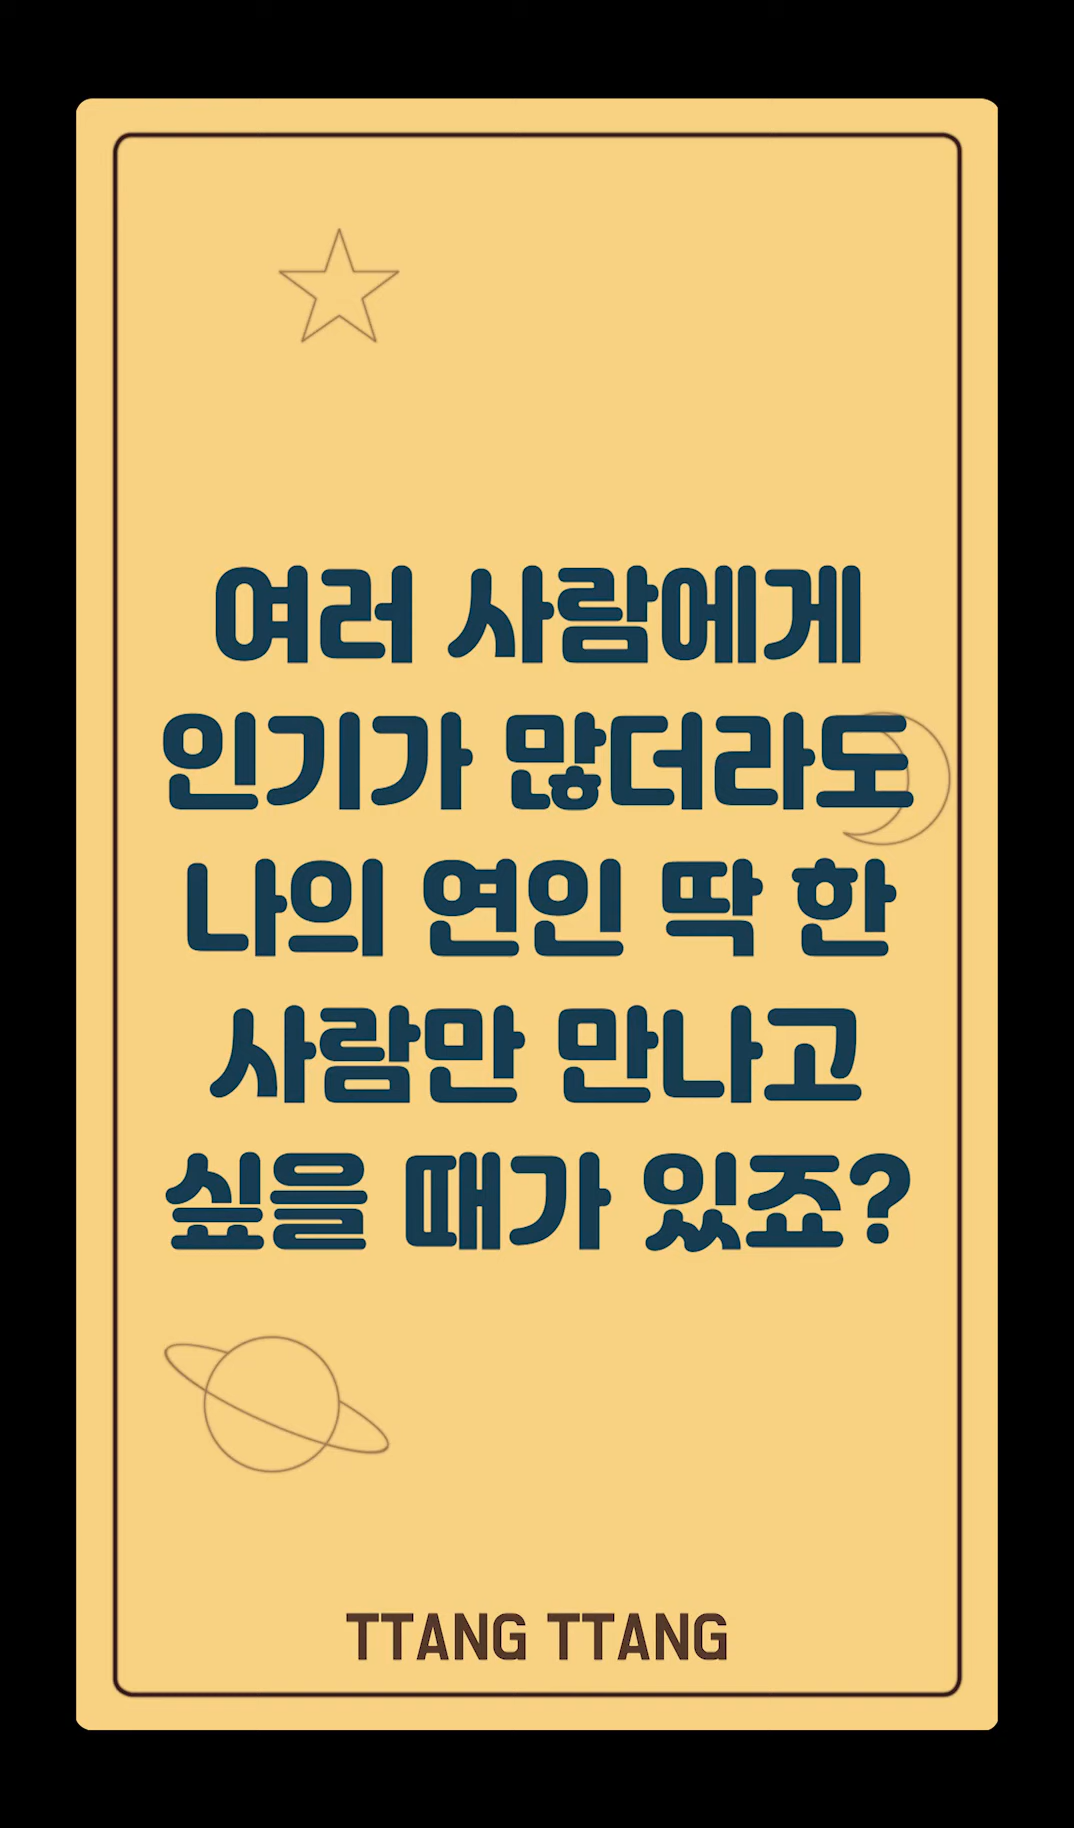 여러 사람에게
인기가 많더라도
나의 연인 딱 한
사람만 만나고
싶을 때가 있죠?
TTANG TTANG